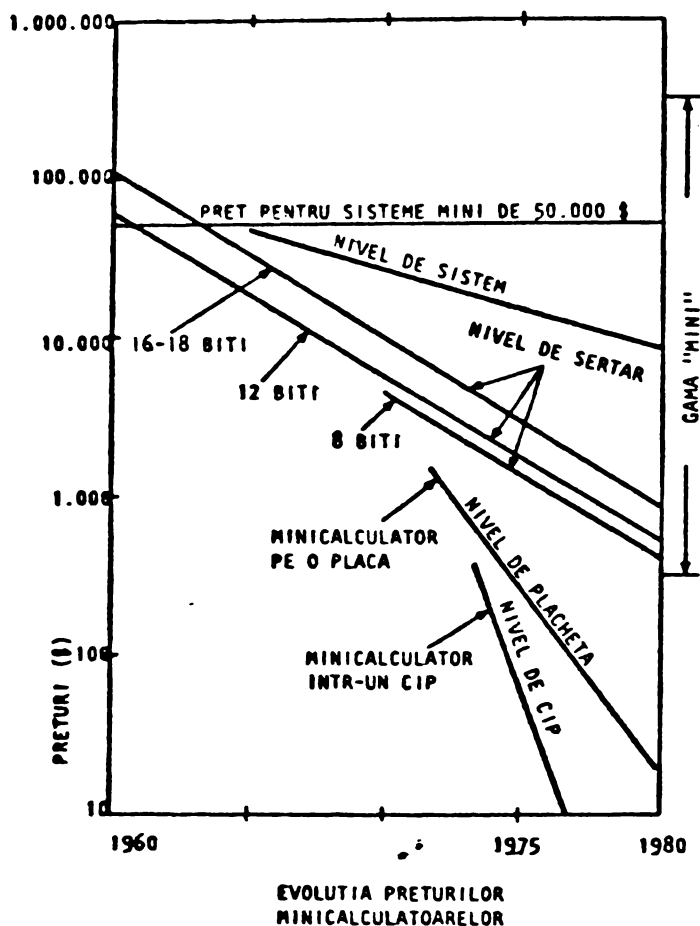 1.000.000
100.000
PRET PENTRU SISTEME MINI DE 50.000 $
NIVEL DE SISTEM
10.000
16-18 BITI
NIVEL DE SERTAR
GAMA "MINI"
12 BITI
8 BITI
1.000
MINICALCULATOR
PE O PLACA
NIVEL DE PLACHETA
100
MINICALCULATOR
INTR-UN CIP
NIVEL DE CIP
PRETURI ($)
10
1960
1975
1980
EVOLUTIA PRETURILOR
MINICALCULATOARELOR